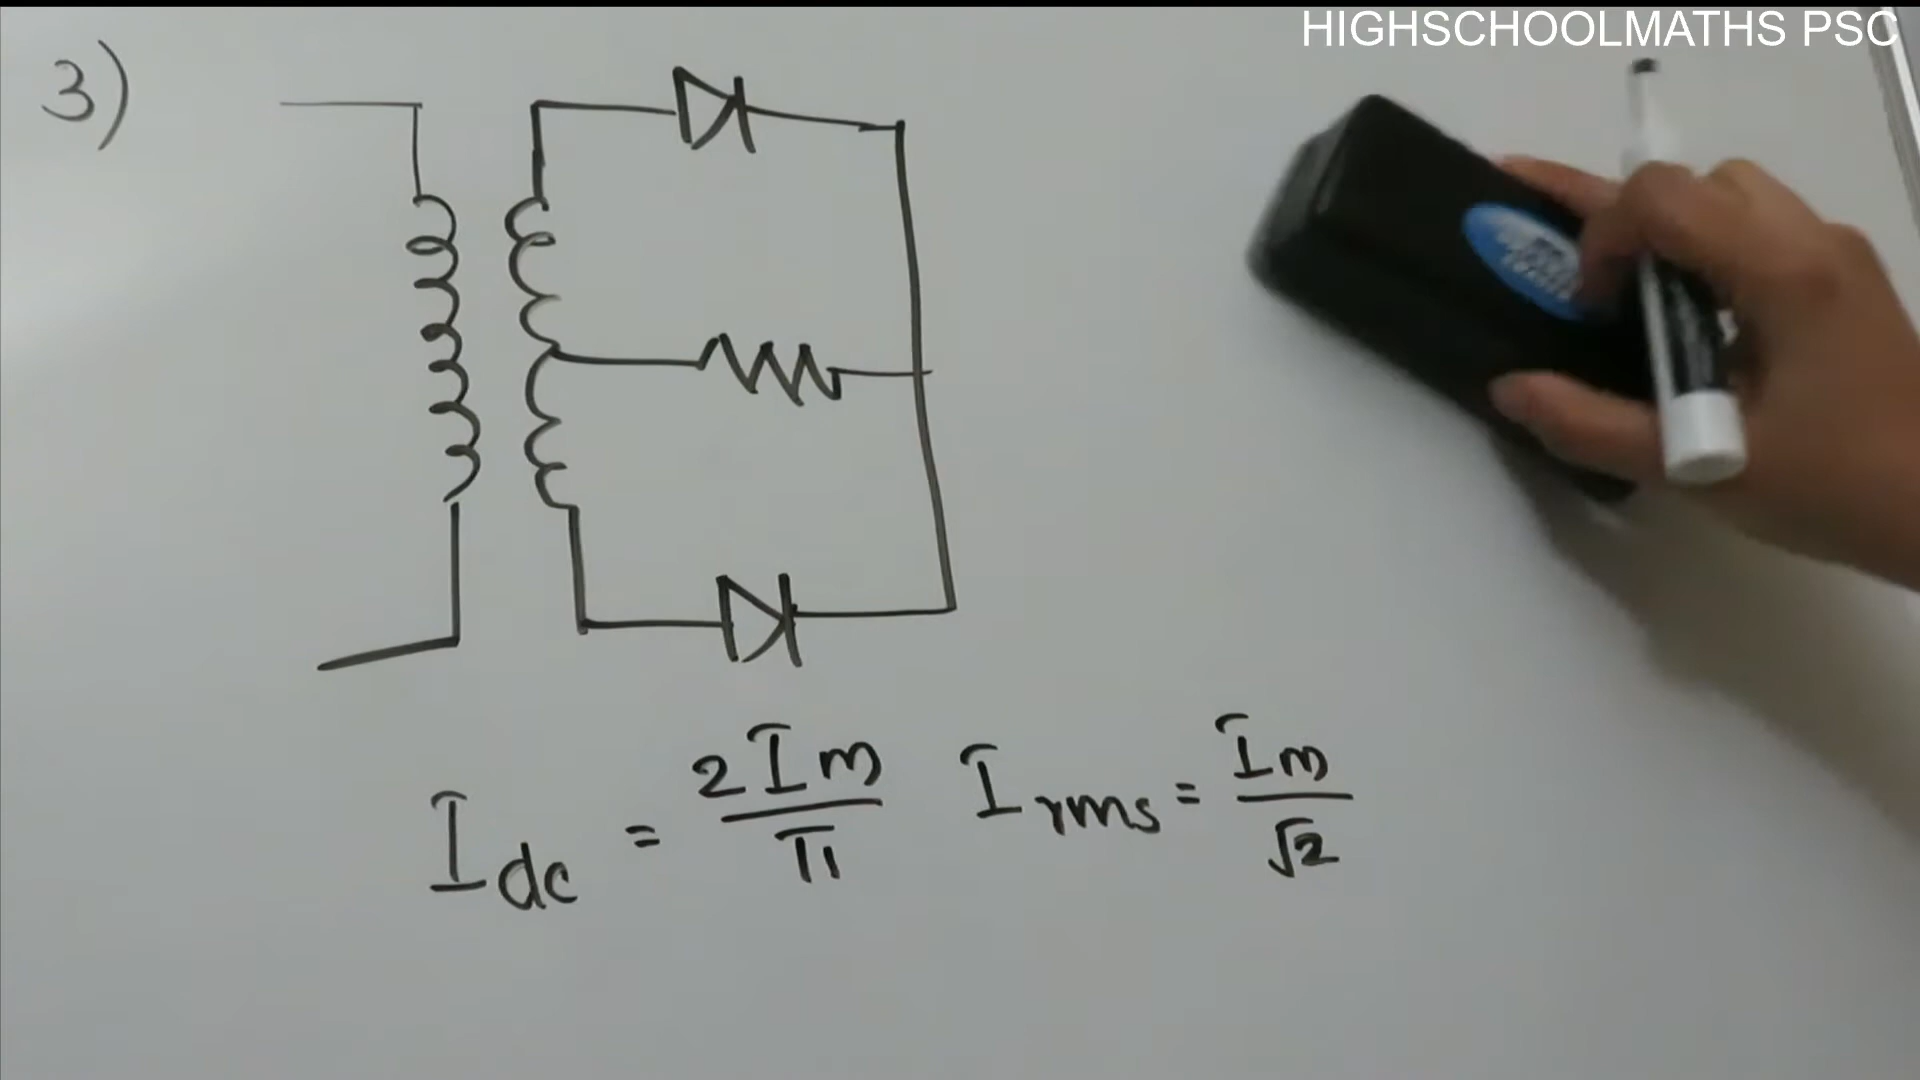 HIGHSCHOOLMATHS PSC
3)
Idc = 2Im/π Irms = Im/√2